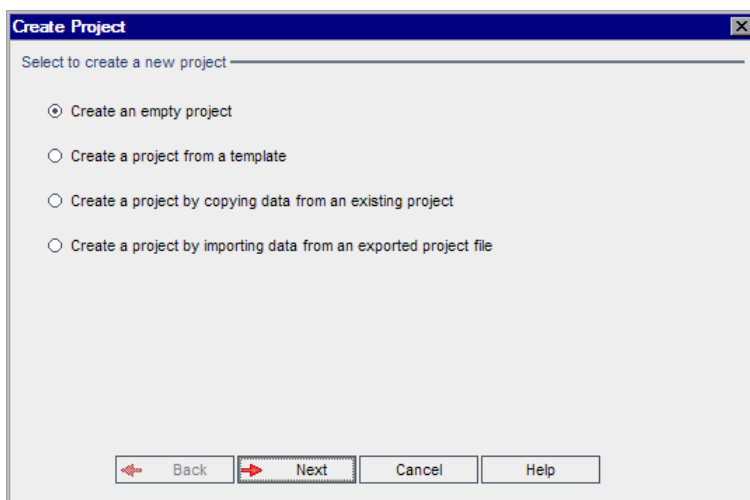 Create Project
Select to create a new project
Create an empty project
Create a project from a template
Create a project by copying data from an existing project
Create a project by importing data from an exported project file
Back Next Cancel Help